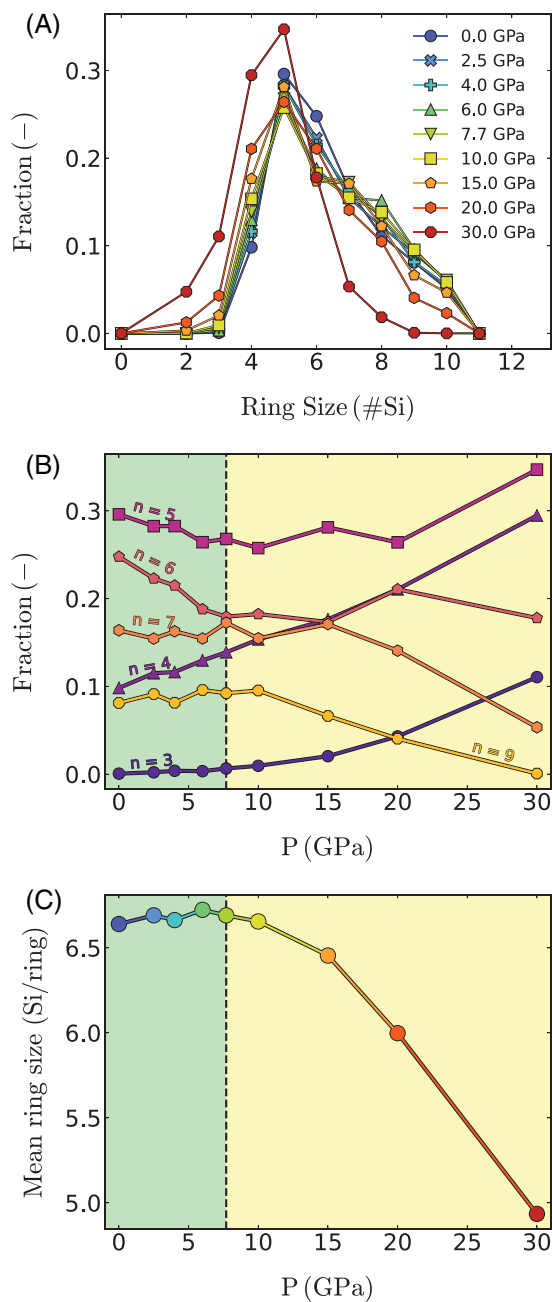 (A)
0.3
0.2
0.1
0.0
Fraction (−)
0.0 GPa
2.5 GPa
4.0 GPa
6.0 GPa
7.7 GPa
10.0 GPa
15.0 GPa
20.0 GPa
30.0 GPa
0 2 4 6 8 10 12
Ring Size (#Si)
(B)
0.3
0.2
0.1
0.0
Fraction (−)
n = 5
n = 6
n = 7
n = 4
n = 3
n = 9
0 5 10 15 20 25 30
P (GPa)
(C)
6.5
6.0
5.5
5.0
Mean ring size (Si/ring)
0 5 10 15 20 25 30
P (GPa)